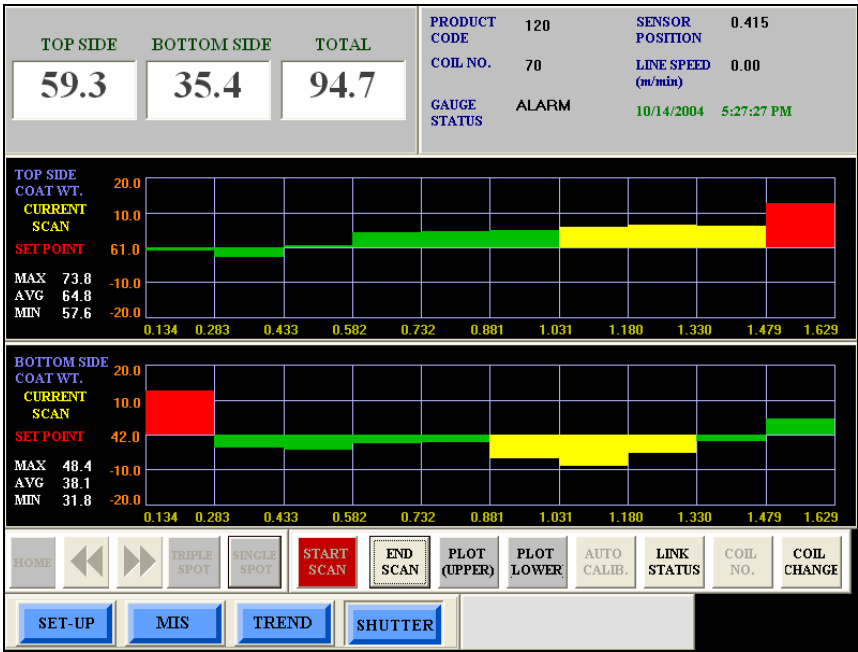 TOP SIDE BOTTOM SIDE TOTAL
59.3 35.4 94.7
PRODUCT CODE 120 SENSOR POSITION 0.415
COIL NO. 70 LINE SPEED (m/min) 0.00
GAUGE STATUS ALARM 10/14/2004 5:27:27 PM
TOP SIDE
COAT WT.
CURRENT
SCAN
SET POINT
MAX 73.8
AVG 64.8
MIN 57.6
20.0
10.0
61.0
-10.0
-20.0
0.134 0.283 0.433 0.582 0.732 0.881 1.031 1.180 1.330 1.479 1.629
BOTTOM SIDE
COAT WT.
CURRENT
SCAN
SET POINT
MAX 48.4
AVG 38.1
MIN 31.8
20.0
10.0
42.0
-10.0
-20.0
0.134 0.283 0.433 0.582 0.732 0.881 1.031 1.180 1.330 1.479 1.629
HOME TRIPLE SPOT SINGLE SPOT START SCAN END SCAN PLOT (UPPER) PLOT LOWER AUTO CALIB. LINK STATUS COIL NO. COIL CHANGE
SET-UP MIS TREND SHUTTER